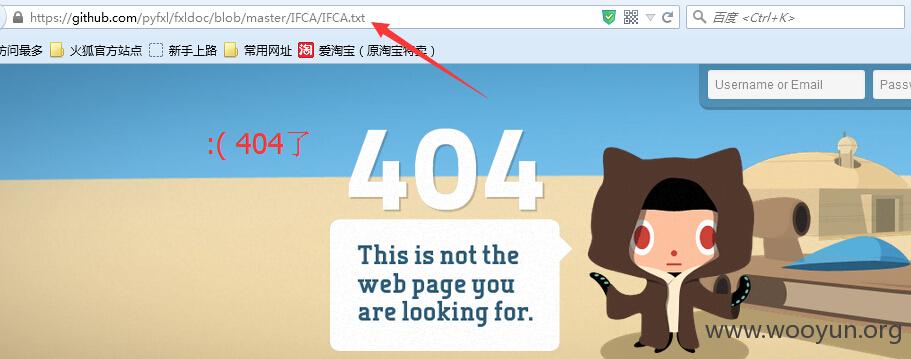 https://github.com/pyfxl/fxldoc/blob/master/IFCA/IFCA.txt
百度 <Ctrl+K>
访问最多 火狐官方站点 新手上路 常用网址 淘 爱淘宝（原淘宝特卖）
Username or Email
Passw
:( 404了
404
This is not the
web page you
are looking for.
www.wooyun.org